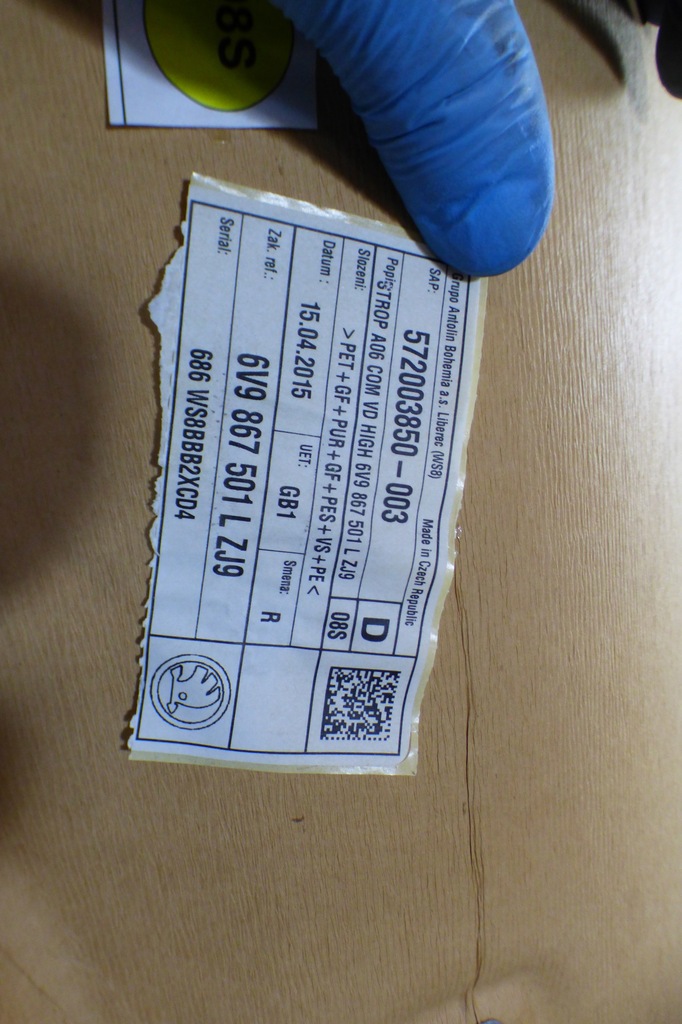 08S
Grupo Antolin Bohemia a.s. Liberec (WS8) Made in Czech Republic
SAP: 572003850-003 D
Popis: STROP A06 COM VD HIGH 6V9 867 501 L ZJ9 08S
Slozeni: >PET+GF+PUR+GF+PES+VS+PE<
Datum: 15.04.2015 UET: GB1 Smena: R
Zak. ref.: 6V9 867 501 L ZJ9
Serial: 686 WS8BBB2XCD4